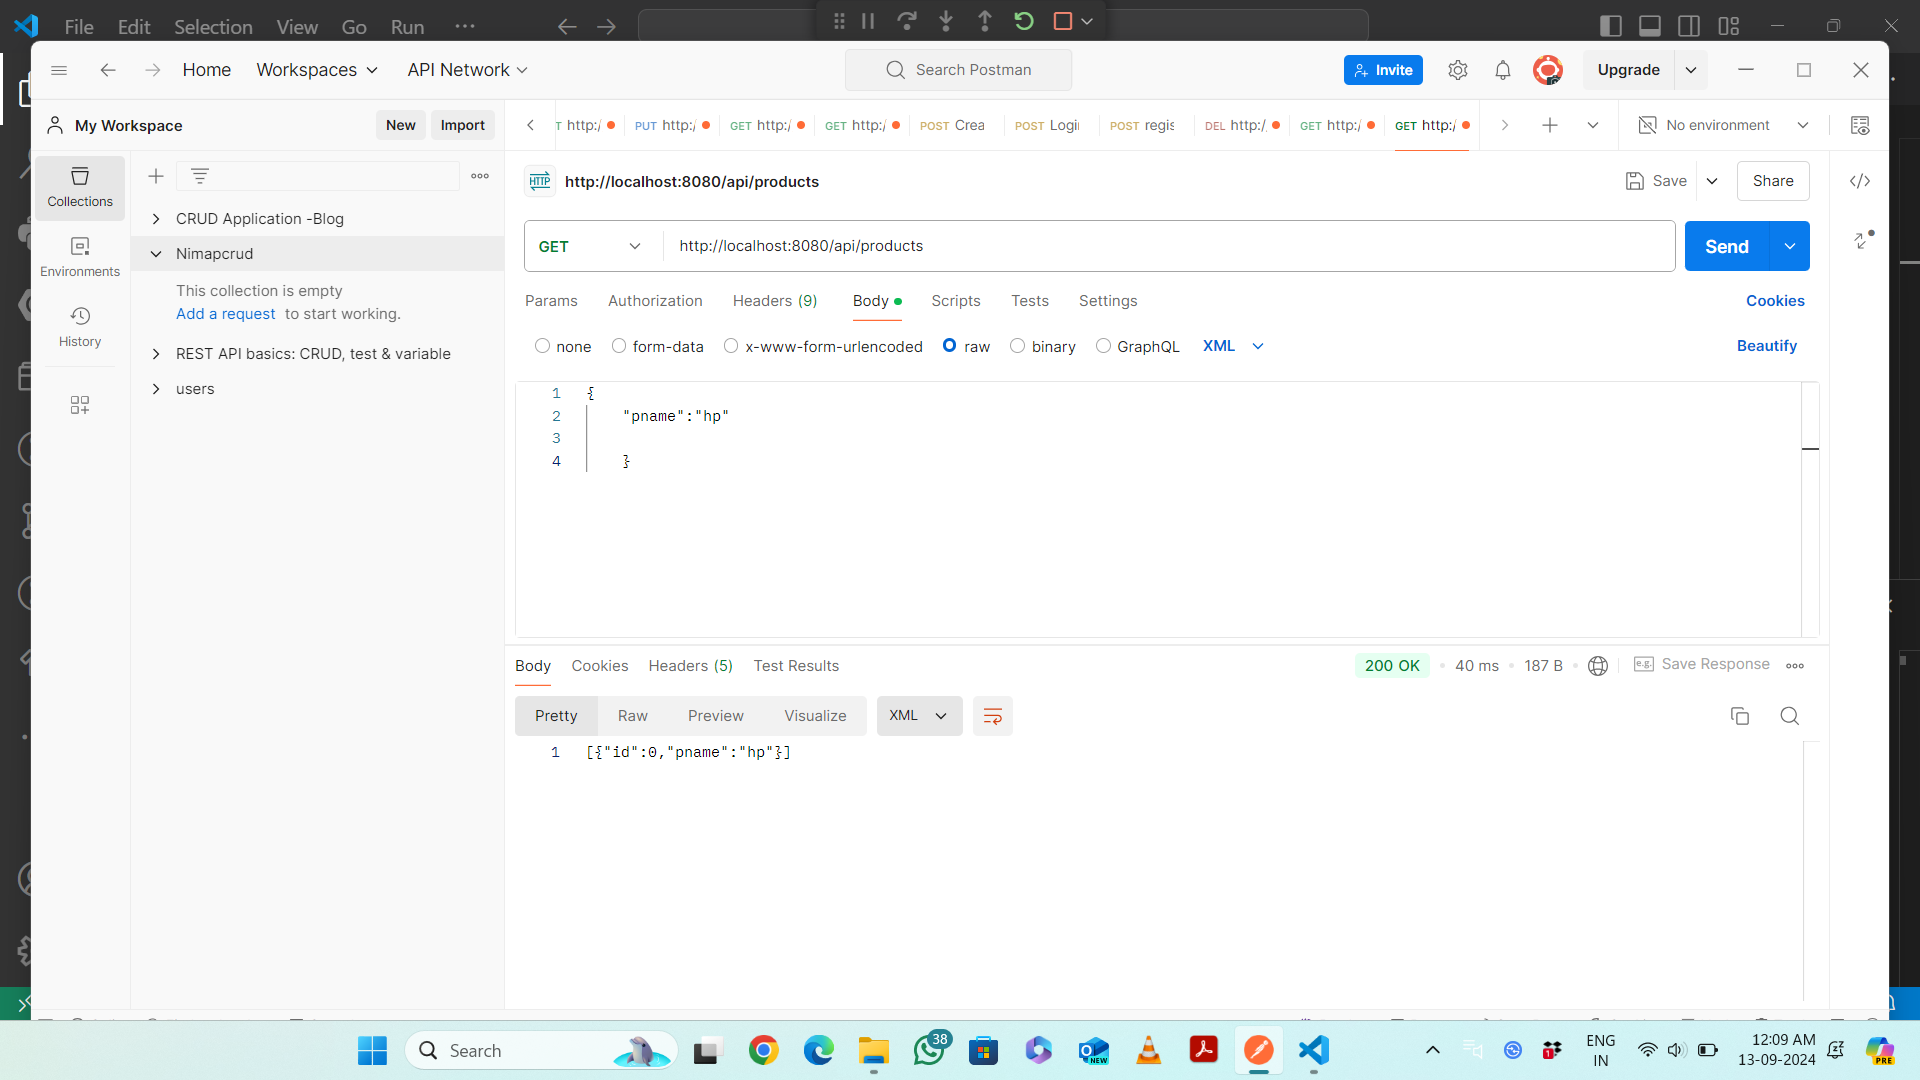 File Edit Selection View Go Run ...
Home Workspaces API Network Search Postman Invite Upgrade
My Workspace New Import
http:/ PUT http:/ GET http:/ GET http:/ POST Crea POST Logi POST regis DEL http:/ GET http:/ GET http:/ No environment
Collections
Environments
History
CRUD Application -Blog
Nimapcrud
This collection is empty
Add a request to start working.
REST API basics: CRUD, test & variable
users
HTTP http://localhost:8080/api/products Save Share
GET http://localhost:8080/api/products Send
Params Authorization Headers (9) Body Scripts Tests Settings Cookies
none form-data x-www-form-urlencoded raw binary GraphQL XML Beautify
1 {
2 "pname":"hp"
3
4 }
Body Cookies Headers (5) Test Results 200 OK 40 ms 187 B e.g. Save Response
Pretty Raw Preview Visualize XML
1 [{"id":0,"pname":"hp"}]
Search 38 NEW 1 ENG 12:09 AM
IN 13-09-2024 PRE